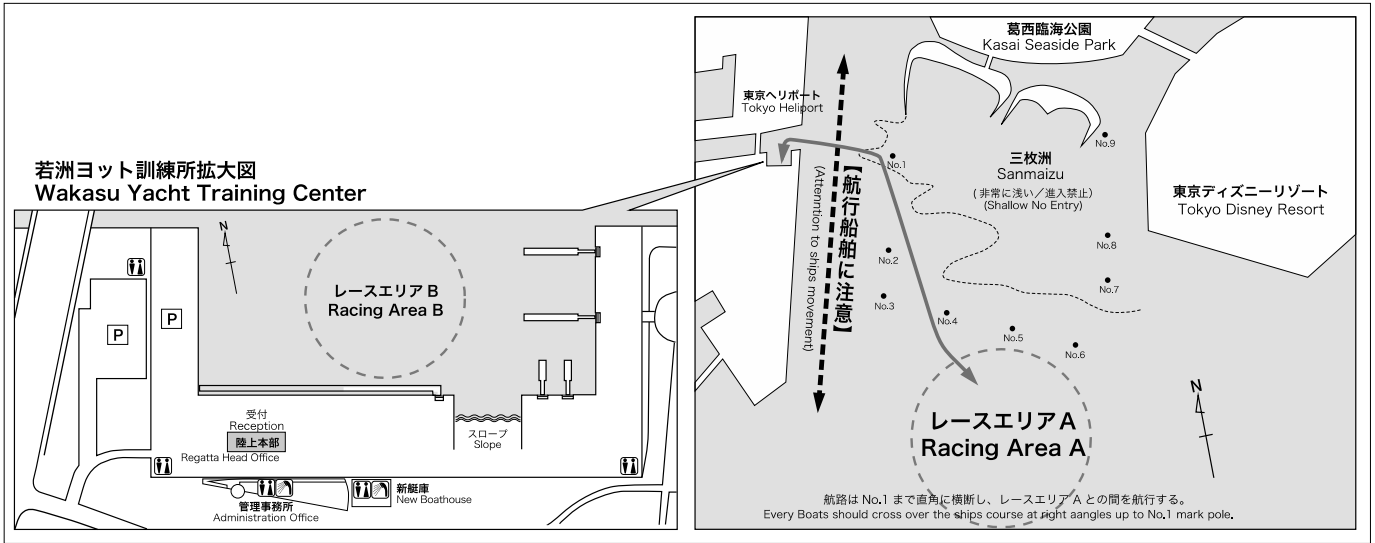 若洲ヨット訓練所拡大図
Wakasu Yacht Training Center
N
レースエリア B
Racing Area B
P
P
受付
Reception
陸上本部
Regatta Head Office
スロープ
Slope
管理事務所
Administration Office
新艇庫
New Boathouse
葛西臨海公園
Kasai Seaside Park
東京ヘリポート
Tokyo Heliport
三枚洲
Sanmaizu
(非常に浅い/進入禁止)
(Shallow No Entry)
東京ディズニーリゾート
Tokyo Disney Resort
【航行船舶に注意】
(Attenntion to ships movement)
No.1
No.2
No.3
No.4
No.5
No.6
No.7
No.8
No.9
N
レースエリア A
Racing Area A
航路は No.1 まで直角に横断し、レースエリア A との間を航行する。
Every Boats should cross over the ships course at right aangles up to No.1 mark pole.